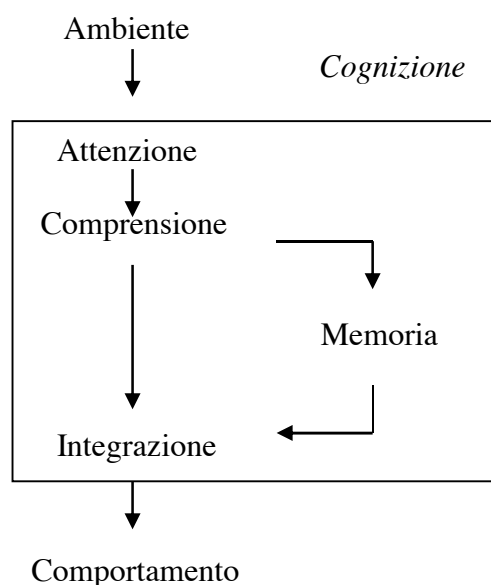 Ambiente
Cognizione
Attenzione
Comprensione
Memoria
Integrazione
Comportamento